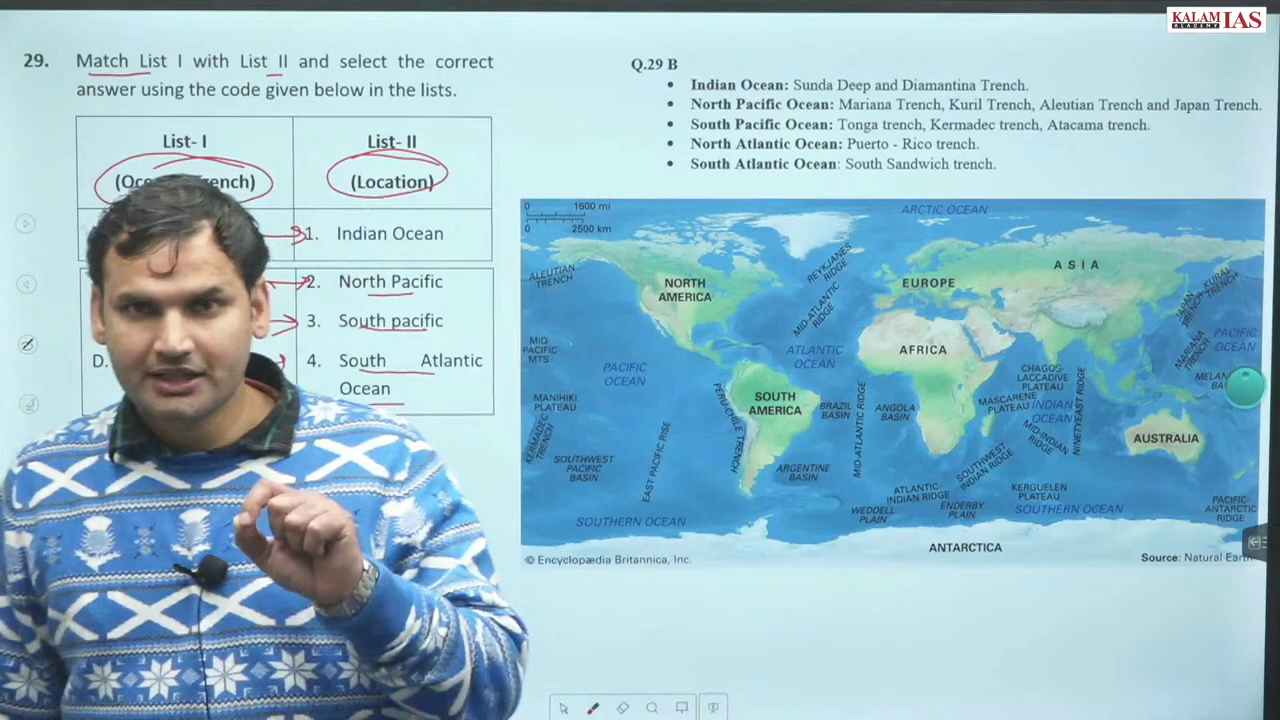 KALAM
ACADEMY
IAS
29. Match List I with List II and select the correct
answer using the code given below in the lists.
List- I
List- II
(Location)
1. Indian Ocean
2. North Pacific
3. South pacific
D.
4. South Atlantic
Ocean
Q.29 B
• Indian Ocean: Sunda Deep and Diamantina Trench.
• North Pacific Ocean: Mariana Trench, Kuril Trench, Aleutian Trench and Japan Trench.
• South Pacific Ocean: Tonga trench, Kermadec trench, Atacama trench.
• North Atlantic Ocean: Puerto - Rico trench.
• South Atlantic Ocean: South Sandwich trench.
0 1600 mi
0 2500 km
ARCTIC OCEAN
ALEUTIAN
TRENCH
NORTH
AMERICA
REYKJANES
RIDGE
MID-ATLANTIC
RIDGE
EUROPE
ASIA
KURAL
TRENCH
JAPAN
TRENCH
MARIANA
TRENCH
PACIFIC
OCEAN
MID
PACIFIC
MTS.
PACIFIC
OCEAN
ATLANTIC
OCEAN
AFRICA
CHAGOS-
LACCADIVE
PLATEAU
MASCARENE
PLATEAU
INDIAN
OCEAN
NINETYEAST RIDGE
MANIHIKI
PLATEAU
KERMADEC
TRENCH
SOUTHWEST
PACIFIC
BASIN
EAST PACIFIC RISE
PERU-CHILE TRENCH
SOUTH
AMERICA
BRAZIL
BASIN
MID-ATLANTIC RIDGE
ANGOLA
BASIN
MID-INDIAN
RIDGE
AUSTRALIA
ARGENTINE
BASIN
SOUTHWEST
INDIAN RIDGE
ATLANTIC
INDIAN RIDGE
KERGUELEN
PLATEAU
WEDDELL
PLAIN
ENDERBY
PLAIN
SOUTHERN OCEAN
PACIFIC-
ANTARCTIC
RIDGE
SOUTHERN OCEAN
ANTARCTICA
© Encyclopædia Britannica, Inc.
Source: Natural Earth